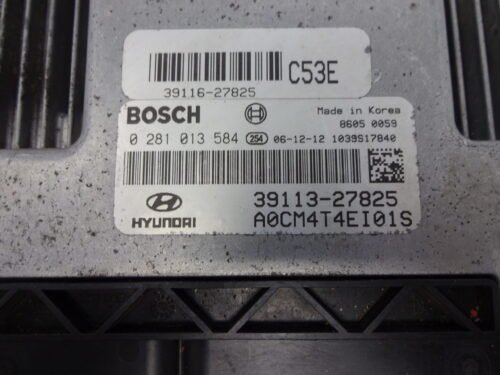 C53E
39116-27825
BOSCH
Made in Korea
8605 0059
0 281 013 584 254 06-12-12 1039S17840
39113-27825
HYUNDAI A0CM4T4EI01S